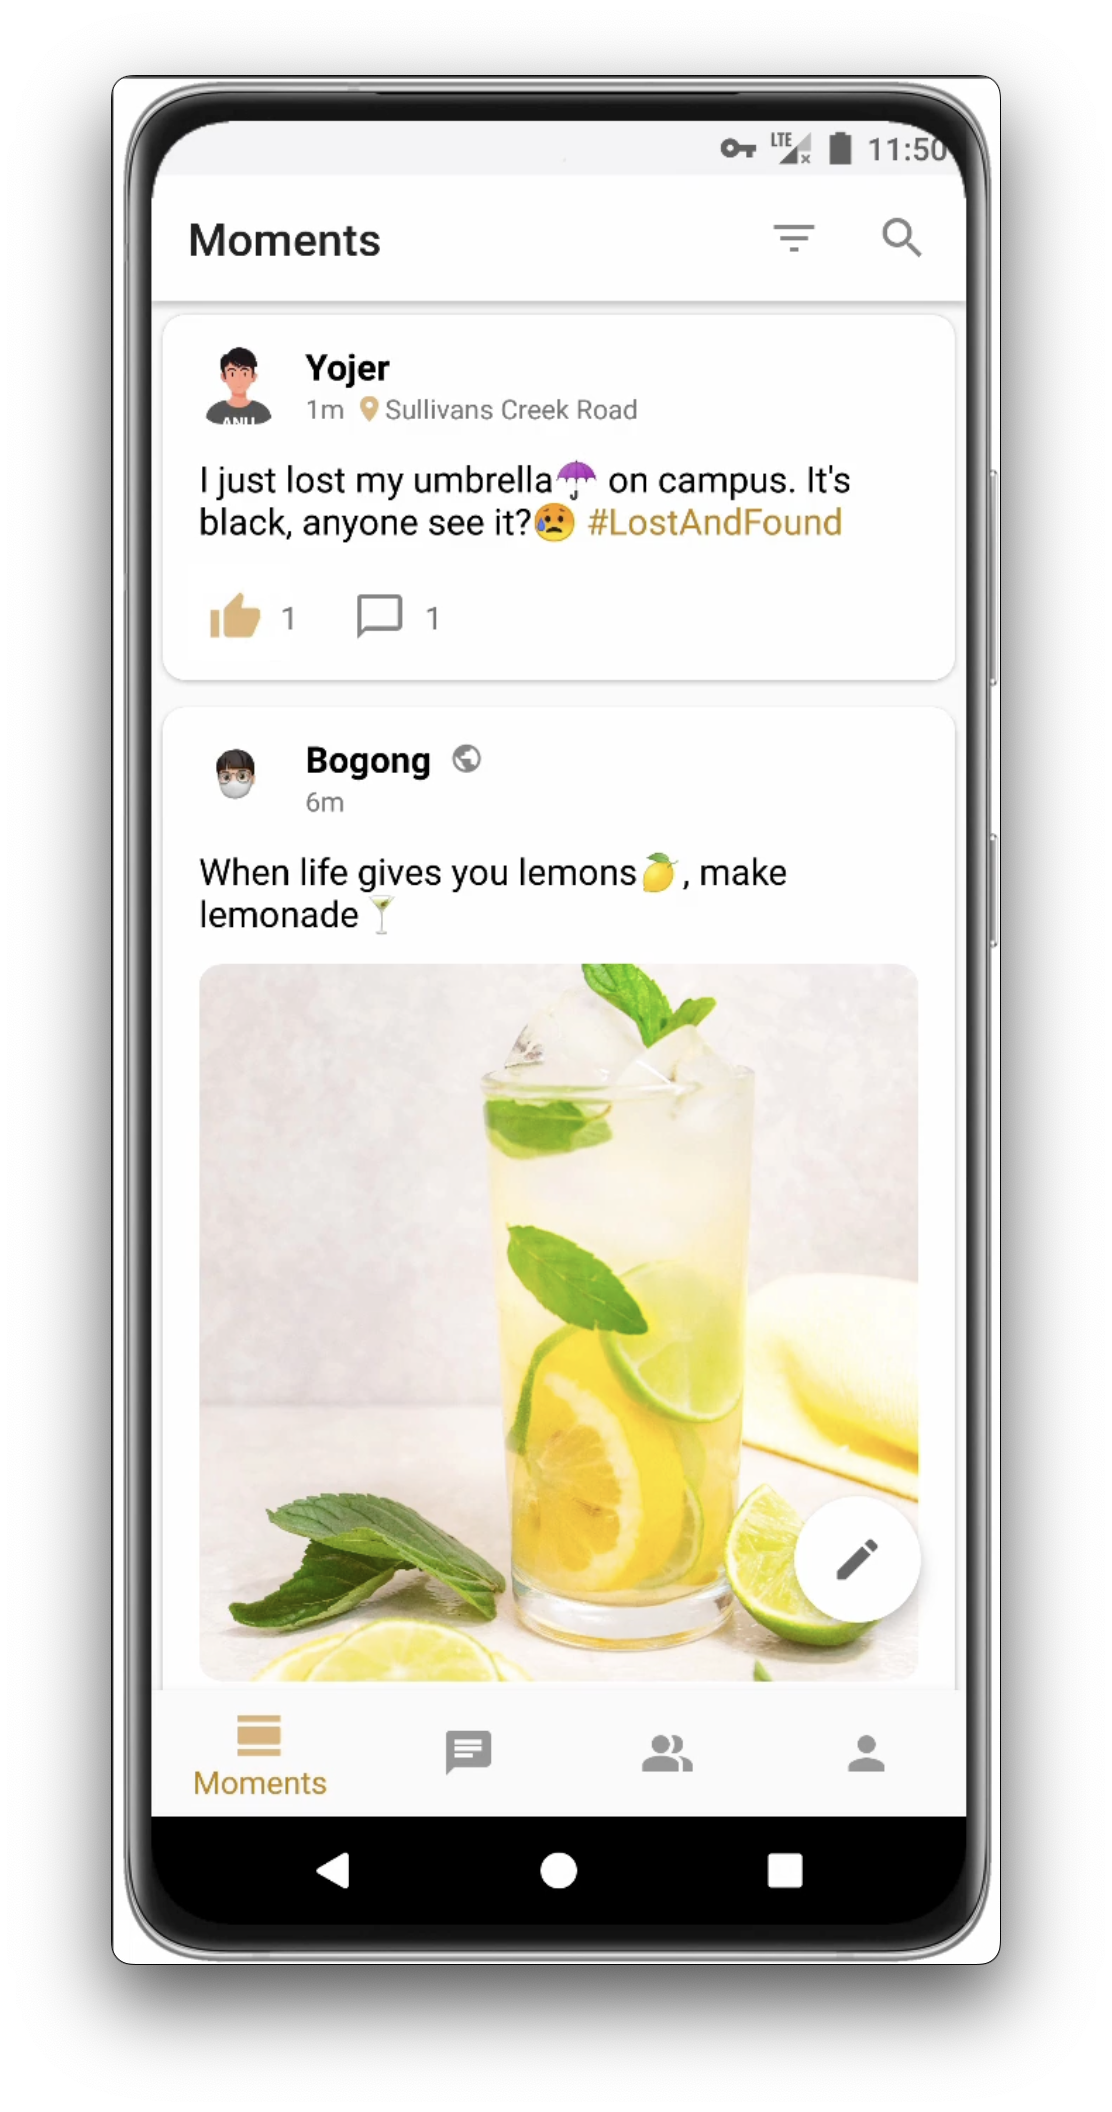 LTE 11:50
Moments
Yojer
1m Sullivans Creek Road
ANU
I just lost my umbrella☂ on campus. It's
black, anyone see it?😥 #LostAndFound
1 1
Bogong
6m
When life gives you lemons🍋, make
lemonade🍸
Moments